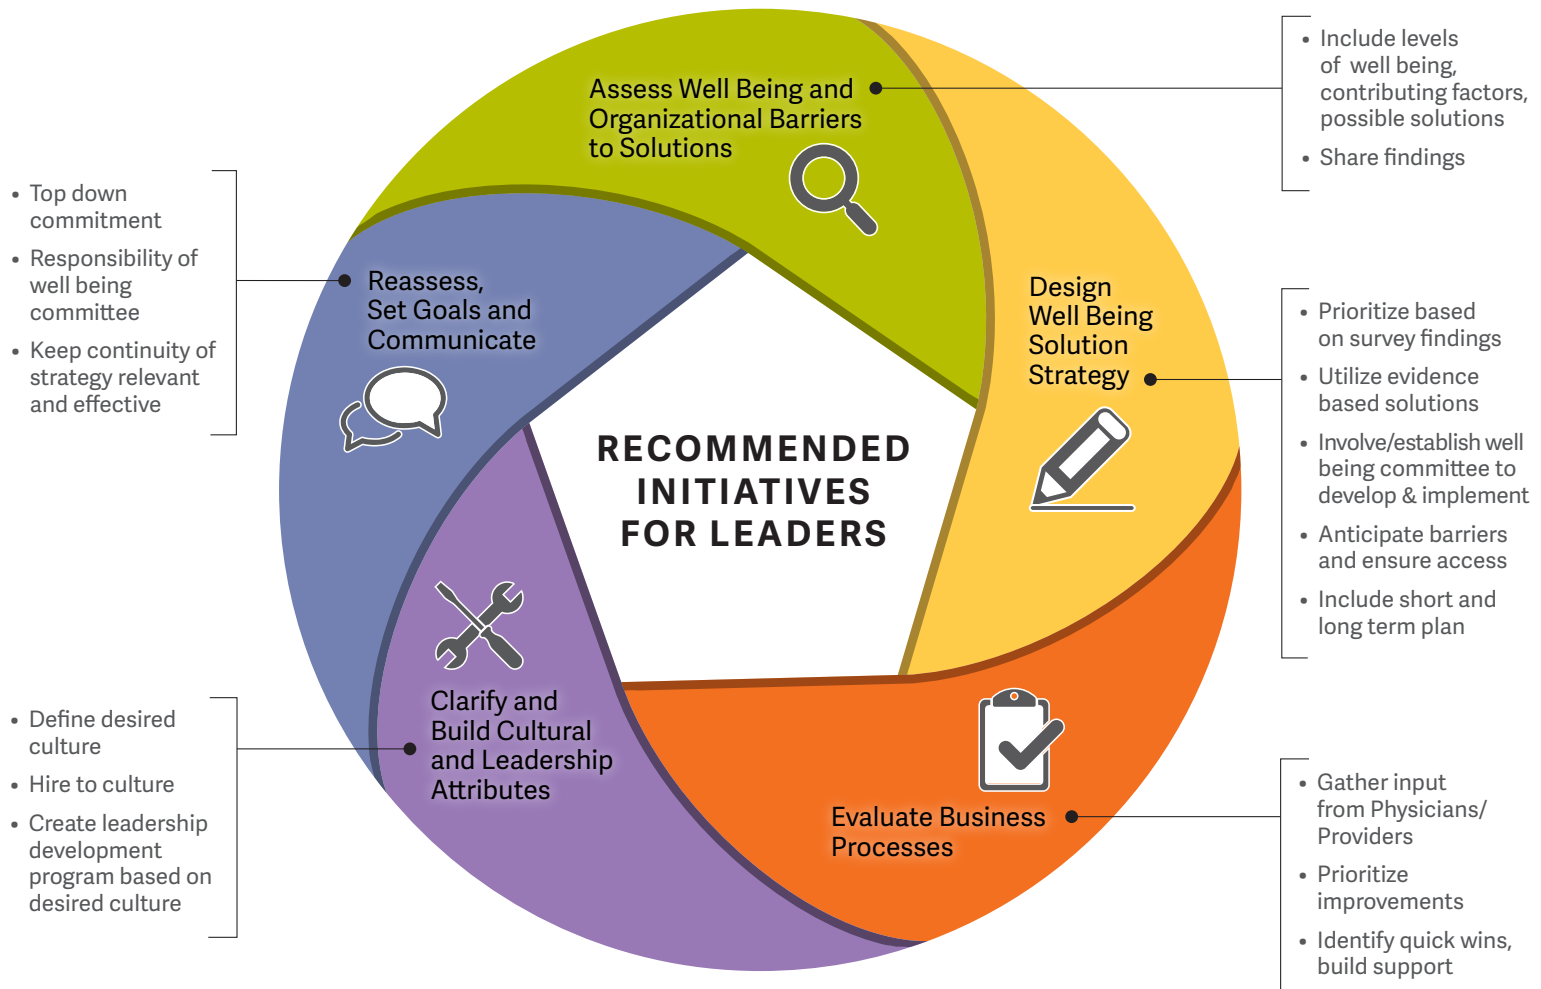 Assess Well Being and
Organizational Barriers
to Solutions
• Include levels
of well being,
contributing factors,
possible solutions
• Share findings
Design
Well Being
Solution
Strategy
• Prioritize based
on survey findings
• Utilize evidence
based solutions
• Involve/establish well
being committee to
develop & implement
• Anticipate barriers
and ensure access
• Include short and
long term plan
Evaluate Business
Processes
• Gather input
from Physicians/
Providers
• Prioritize
improvements
• Identify quick wins,
build support
Clarify and
Build Cultural
and Leadership
Attributes
• Define desired
culture
• Hire to culture
• Create leadership
development
program based on
desired culture
Reassess,
Set Goals and
Communicate
• Top down
commitment
• Responsibility of
well being
committee
• Keep continuity of
strategy relevant
and effective
RECOMMENDED
INITIATIVES
FOR LEADERS